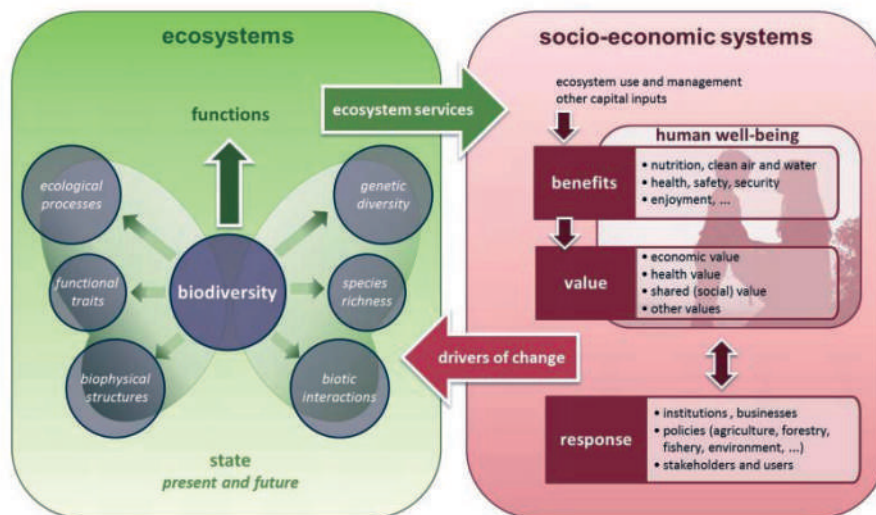 ecosystems
functions
ecological
processes
genetic
diversity
functional
traits
biodiversity
species
richness
biophysical
structures
biotic
interactions
state
present and future
ecosystem services
drivers of change
socio-economic systems
ecosystem use and management
other capital inputs
human well-being
benefits
• nutrition, clean air and water
• health, safety, security
• enjoyment, ...
value
• economic value
• health value
• shared (social) value
• other values
response
• institutions , businesses
• policies (agriculture, forestry,
fishery, environment, ...)
• stakeholders and users